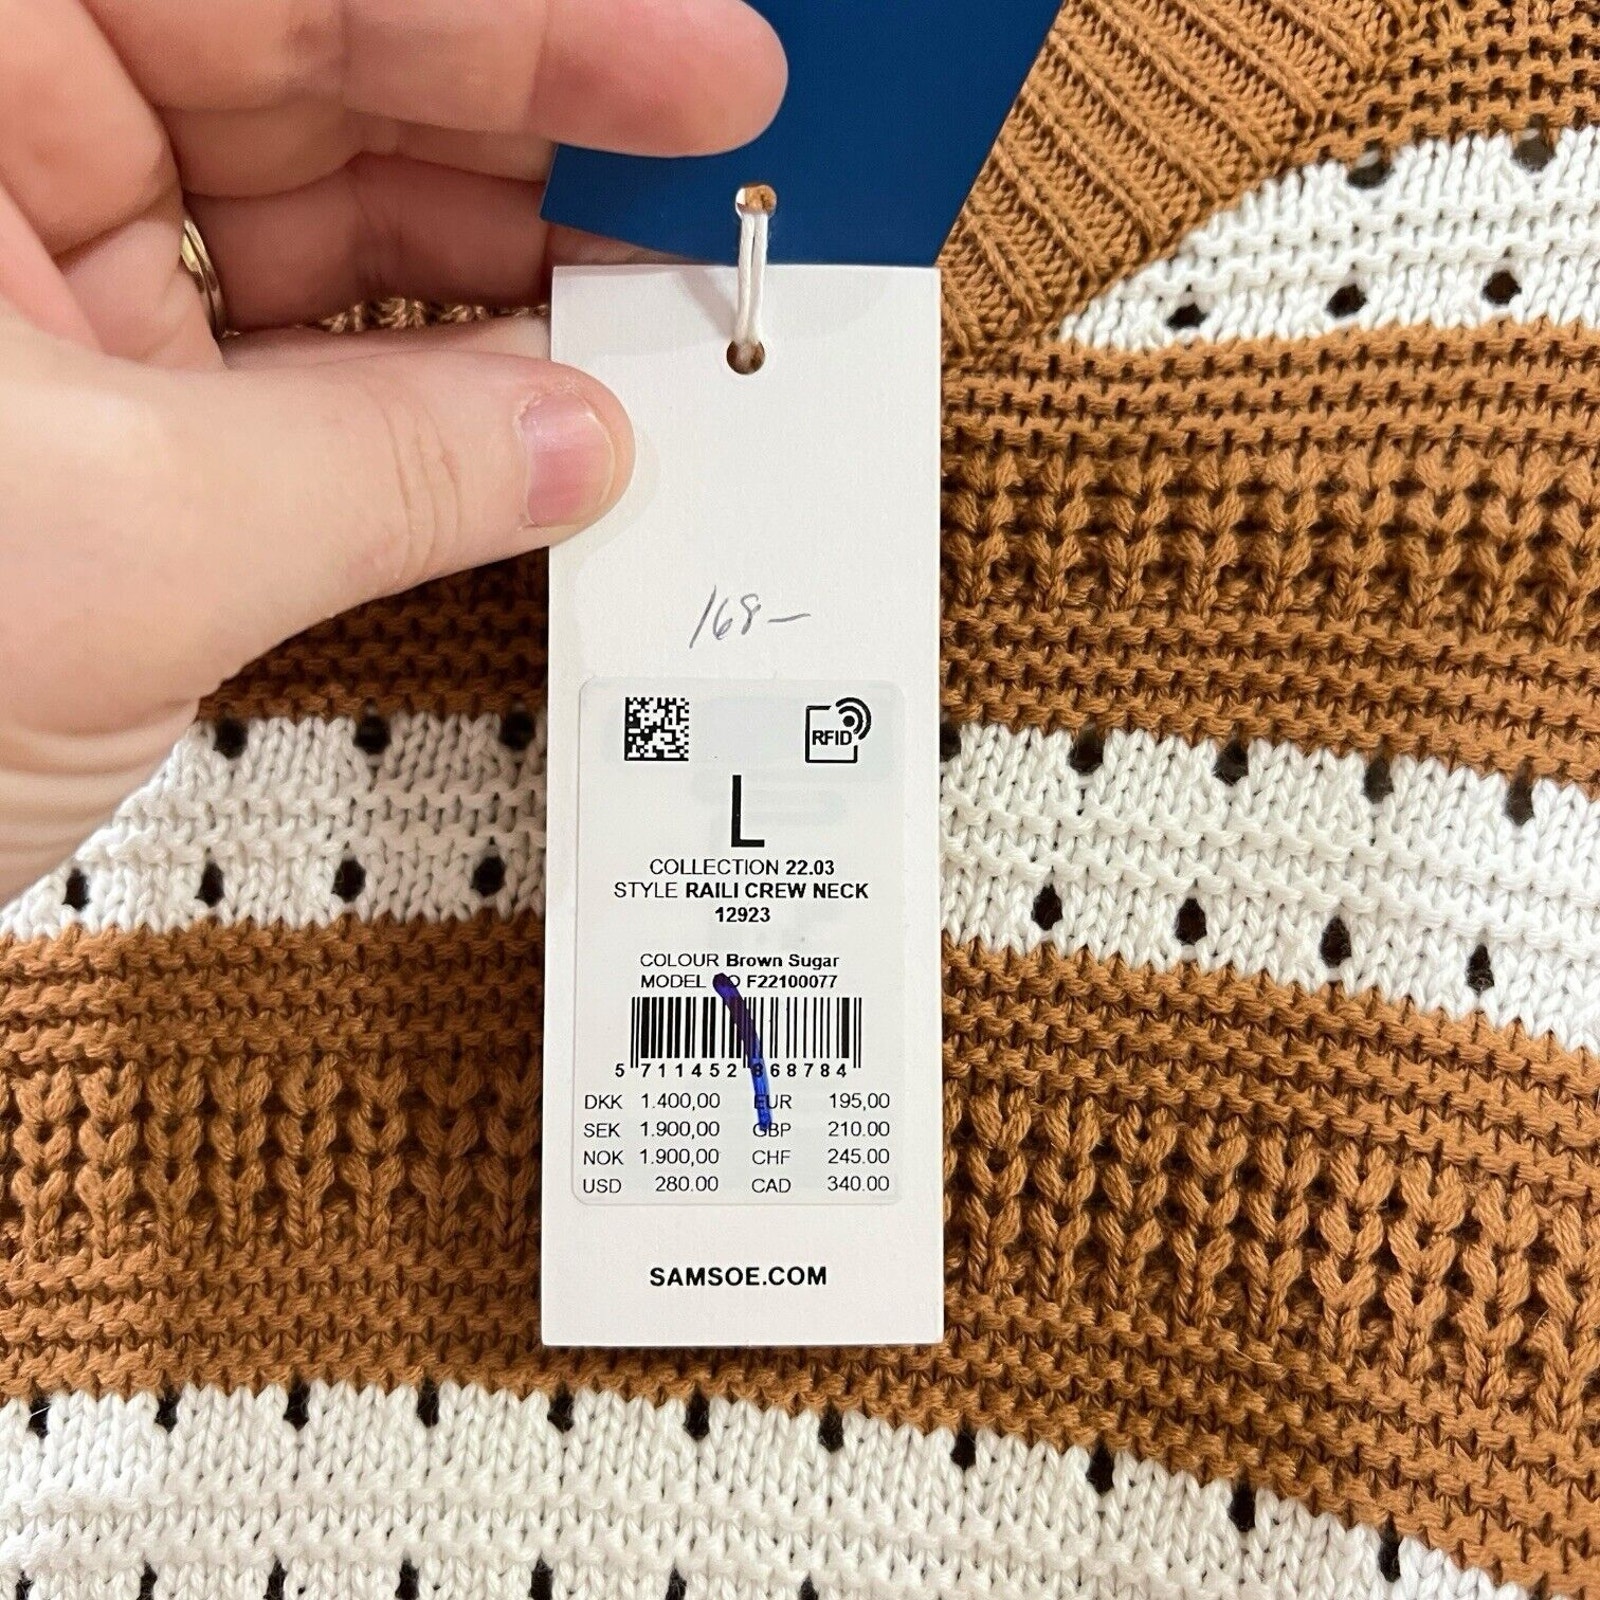 168-
RFID
L
COLLECTION 22.03
STYLE RAILI CREW NECK
12923
COLOUR Brown Sugar
MODEL NO F22100077
5 711452 868784
DKK 1.400,00 EUR 195,00
SEK 1.900,00 GBP 210.00
NOK 1.900,00 CHF 245.00
USD 280.00 CAD 340.00
SAMSOE.COM